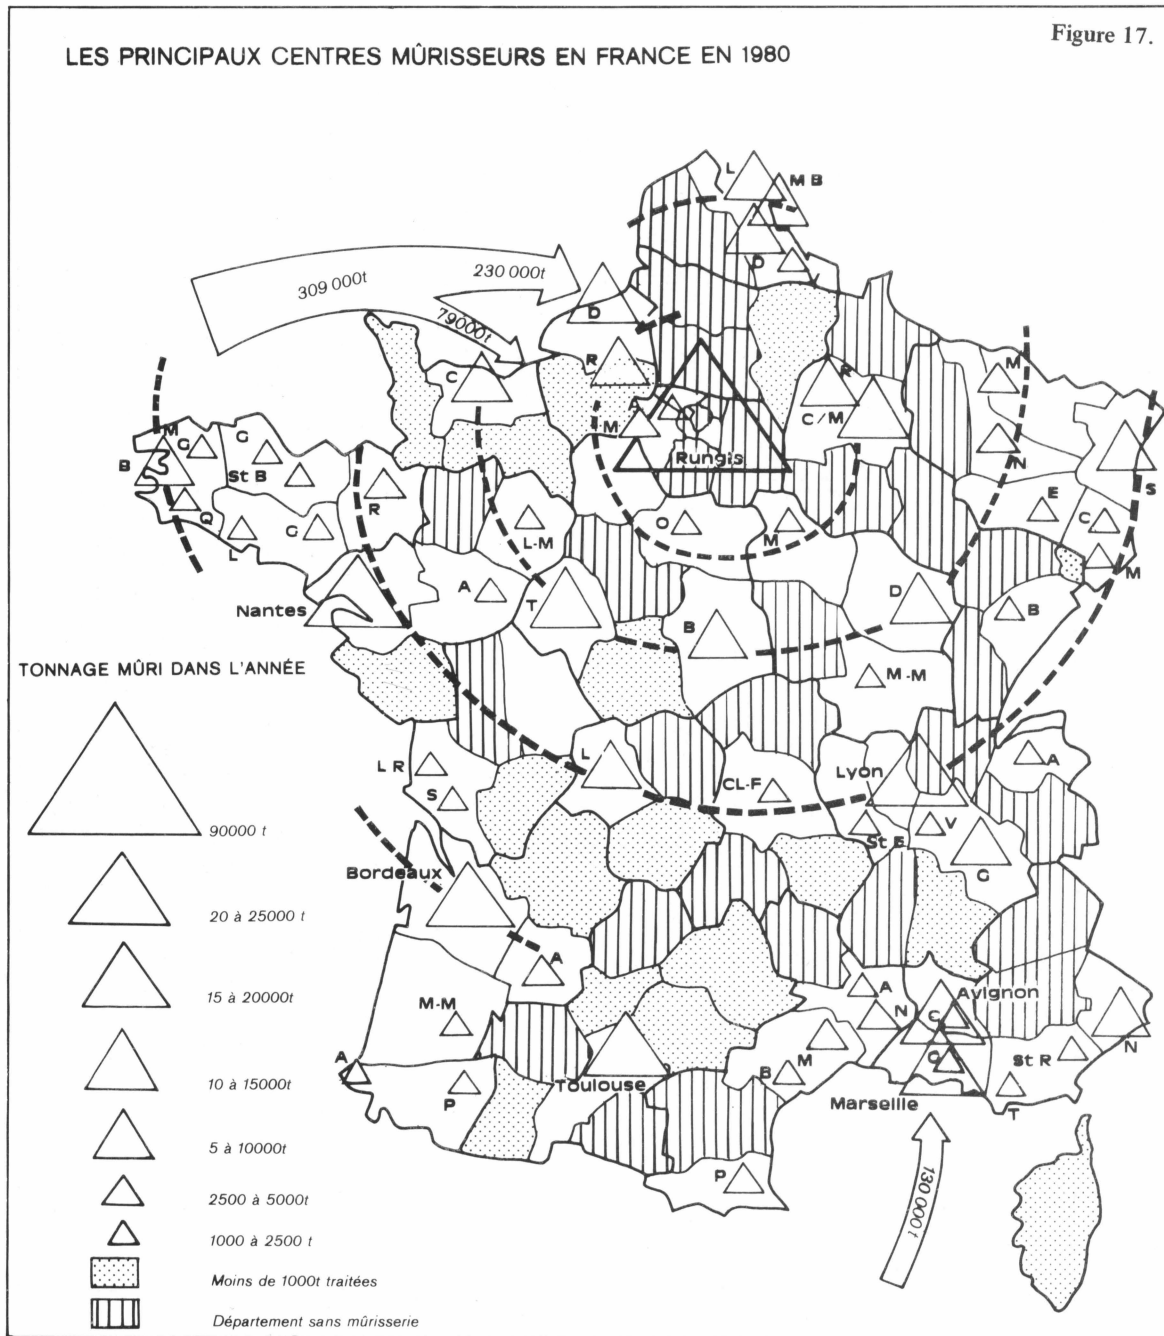 Figure 17.
LES PRINCIPAUX CENTRES MÛRISSEURS EN FRANCE EN 1980
L
M B
D
V
309 000t
230 000t
79000t
D
R
C
A
M
Rungis
R
C/M
M
N
S
M
G
G
B
St B
Q
L
G
R
L-M
O
M
E
C
M
Nantes
A
T
B
D
B
M-M
TONNAGE MÛRI DANS L'ANNÉE
90000 t
20 à 25000 t
15 à 20000t
10 à 15000t
5 à 10000t
2500 à 5000t
1000 à 2500 t
Moins de 1000t traitées
Département sans mûrisserie
L R
S
L
CL-F
Lyon
A
St E
V
G
Bordeaux
A
M-M
A
P
Toulouse
A
N
Avignon
C
C
M
B
Marseille
St R
T
N
P
130 000t